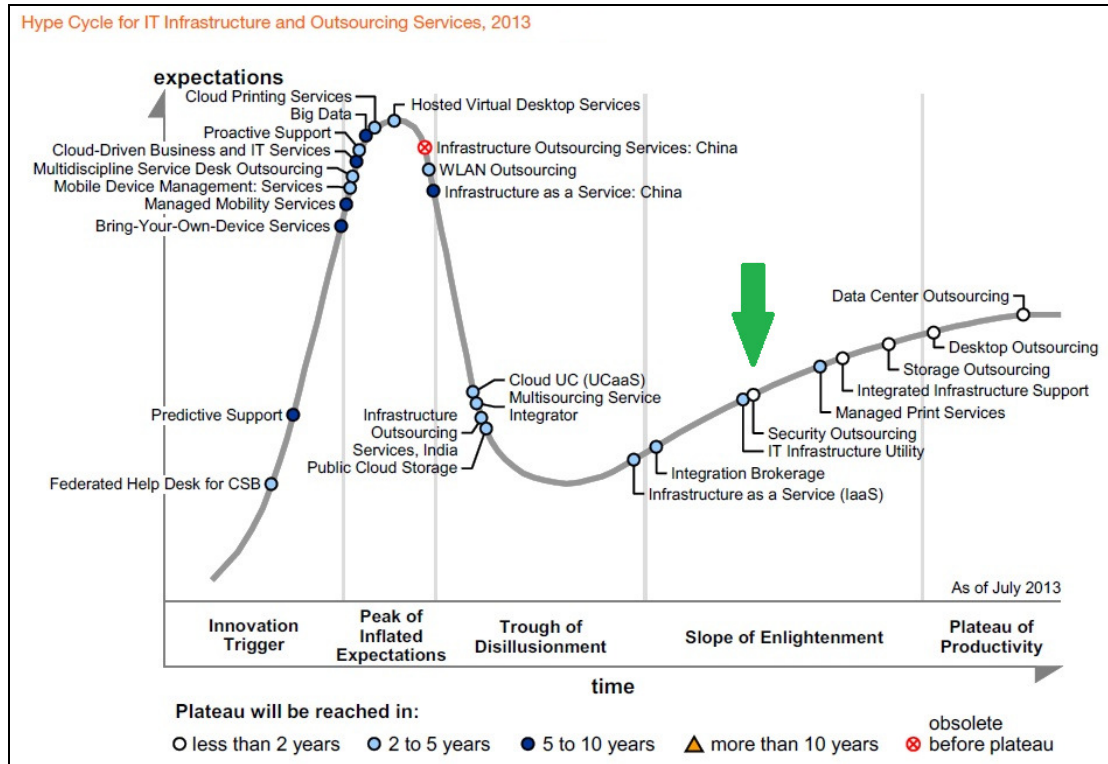 Hype Cycle for IT Infrastructure and Outsourcing Services, 2013
expectations
Cloud Printing Services
Big Data
Proactive Support
Cloud-Driven Business and IT Services
Multidiscipline Service Desk Outsourcing
Mobile Device Management: Services
Managed Mobility Services
Bring-Your-Own-Device Services
Predictive Support
Federated Help Desk for CSB
Hosted Virtual Desktop Services
Infrastructure Outsourcing Services: China
WLAN Outsourcing
Infrastructure as a Service: China
Cloud UC (UCaaS)
Multisourcing Service
Integrator
Infrastructure
Outsourcing
Services, India
Public Cloud Storage
Infrastructure as a Service (IaaS)
Integration Brokerage
IT Infrastructure Utility
Security Outsourcing
Managed Print Services
Integrated Infrastructure Support
Storage Outsourcing
Desktop Outsourcing
Data Center Outsourcing
As of July 2013
Innovation
Trigger
Peak of
Inflated
Expectations
Trough of
Disillusionment
Slope of Enlightenment
Plateau of
Productivity
time
Plateau will be reached in:
less than 2 years
2 to 5 years
5 to 10 years
more than 10 years
obsolete
before plateau